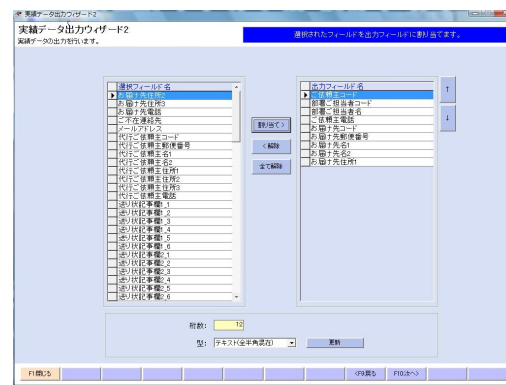 実績データ出力ウィザード2
実績データ出力ウィザード2
実績データの出力を行います。
選択されたフィールドを出力フィールドに割り当てます。
選択フィールド名
お届け先住所2
お届け先住所3
お届け先電話
ご不在連絡先
メールアドレス
代行ご依頼主コード
代行ご依頼主郵便番号
代行ご依頼主名1
代行ご依頼主名2
代行ご依頼主住所1
代行ご依頼主住所2
代行ご依頼主住所3
代行ご依頼主電話
送り状記事欄1_1
送り状記事欄1_2
送り状記事欄1_3
送り状記事欄1_4
送り状記事欄1_5
送り状記事欄1_6
送り状記事欄2_1
送り状記事欄2_2
送り状記事欄2_3
送り状記事欄2_4
送り状記事欄2_5
送り状記事欄2_6
割り当て>
<解除
全て解除
出力フィールド名
ご依頼主コード
部署ご担当者コード
部署ご担当者名
ご依頼主電話
お届け先コード
お届け先郵便番号
お届け先名1
お届け先名2
お届け先住所1
↑
↓
桁数: 12
型: テキスト(全半角混在) 更新
F1:閉じる <F9:戻る F10:次へ>